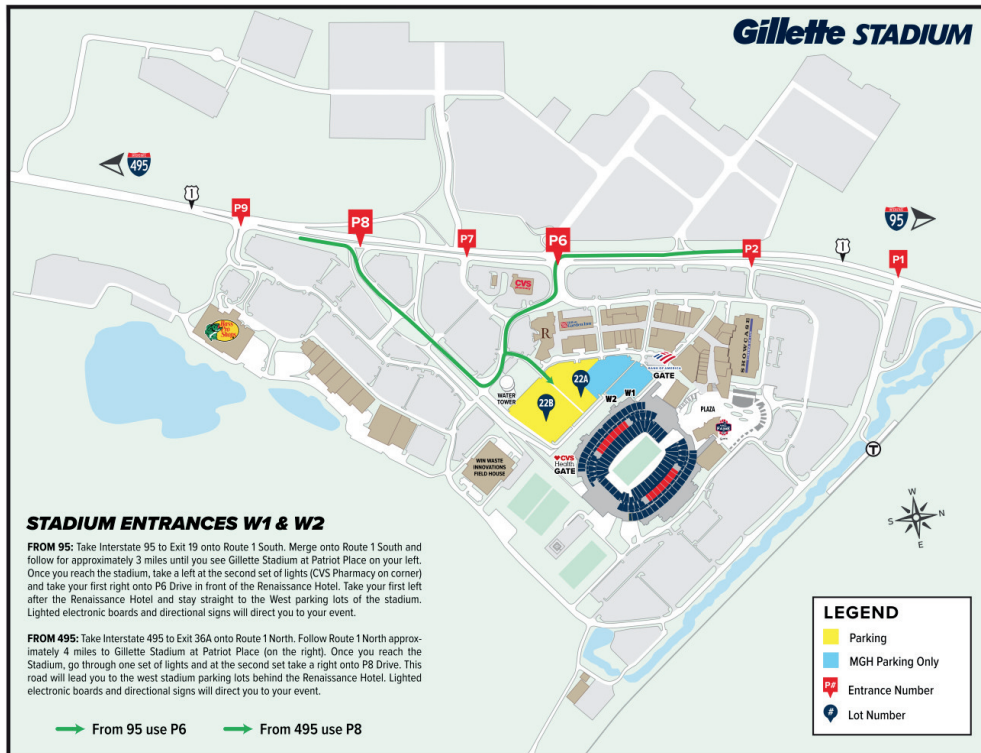 Gillette STADIUM
495
1
P9
P8
P7
P6
P2
1
95
P1
CVS
Bass Pro Shops
R
SHOWCASE
BANK OF AMERICA
GATE
22A
22B
W2 W1
WATER
TOWER
PLAZA
CVS
Health
GATE
WIN WASTE
INNOVATIONS
FIELD HOUSE
T
W
S N
E
STADIUM ENTRANCES W1 & W2
FROM 95: Take Interstate 95 to Exit 19 onto Route 1 South. Merge onto Route 1 South and
follow for approximately 3 miles until you see Gillette Stadium at Patriot Place on your left.
Once you reach the stadium, take a left at the second set of lights (CVS Pharmacy on corner)
and take your first right onto P6 Drive in front of the Renaissance Hotel. Take your first left
after the Renaissance Hotel and stay straight to the West parking lots of the stadium.
Lighted electronic boards and directional signs will direct you to your event.
FROM 495: Take Interstate 495 to Exit 36A onto Route 1 North. Follow Route 1 North approx-
imately 4 miles to Gillette Stadium at Patriot Place (on the right). Once you reach the
Stadium, go through one set of lights and at the second set take a right onto P8 Drive. This
road will lead you to the west stadium parking lots behind the Renaissance Hotel. Lighted
electronic boards and directional signs will direct you to your event.
From 95 use P6
From 495 use P8
LEGEND
Parking
MGH Parking Only
P# Entrance Number
# Lot Number